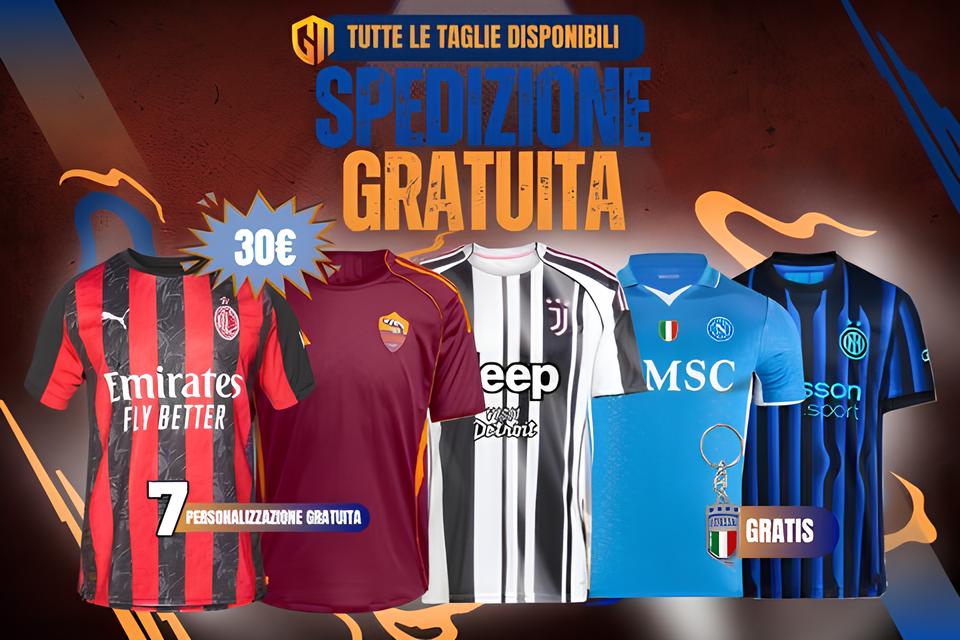 TUTTE LE TAGLIE DISPONIBILI
SPEDIZIONE
GRATUITA
30€
Emirates
FLY BETTER
Jeep
Detroit
MSC
sson
.sport
7
PERSONALIZZAZIONE GRATUITA
GRATIS